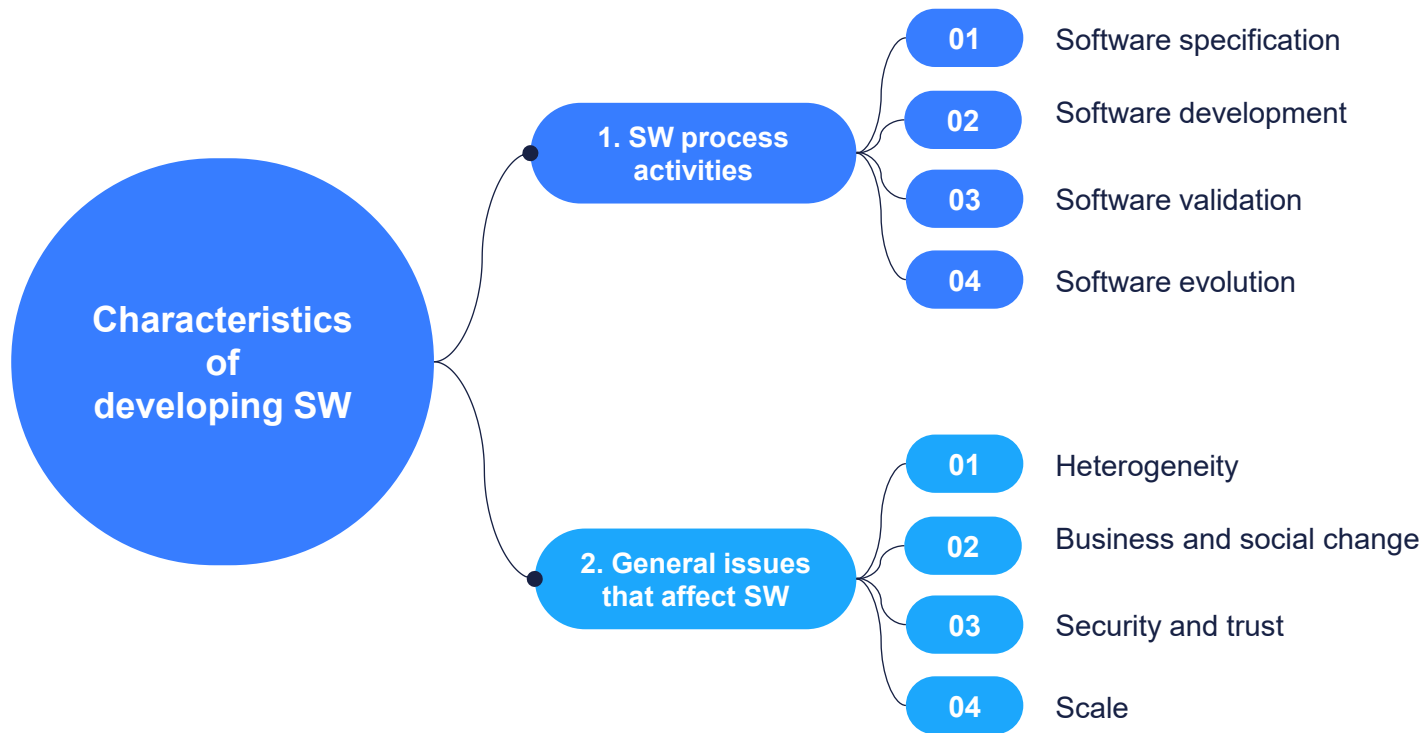 Characteristics
of
developing SW
1. SW process
activities
01
Software specification
02
Software development
03
Software validation
04
Software evolution
2. General issues
that affect SW
01
Heterogeneity
02
Business and social change
03
Security and trust
04
Scale